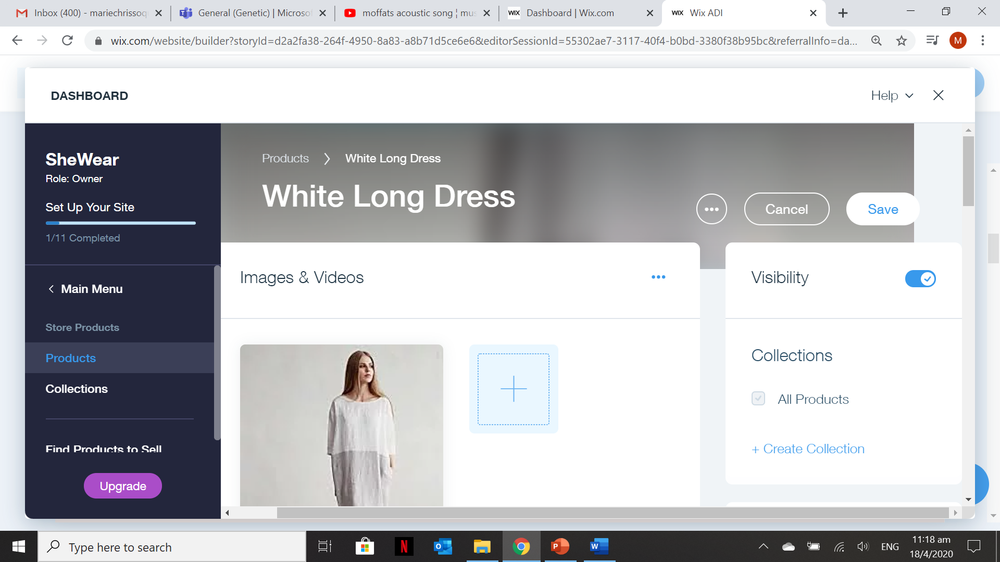 Inbox (400) - mariechrissoq
General (Genetic) | Microso
moffats acoustic song ¦ mus
WIX Dashboard | Wix.com
WIX Wix ADI
wix.com/website/builder?storyId=d2a2fa38-264f-4950-8a83-a8b71d5ce6e6&editorSessionId=55302ae7-3117-40f4-b0bd-3380f38b95bc&referralInfo=da...
M
DASHBOARD
Help
SheWear
Role: Owner
Set Up Your Site
1/11 Completed
Main Menu
Store Products
Products
Collections
Find Products to Sell
Upgrade
Products > White Long Dress
White Long Dress
Cancel
Save
Images & Videos
Visibility
Collections
All Products
+ Create Collection
Type here to search
ENG
11:18 am
18/4/2020